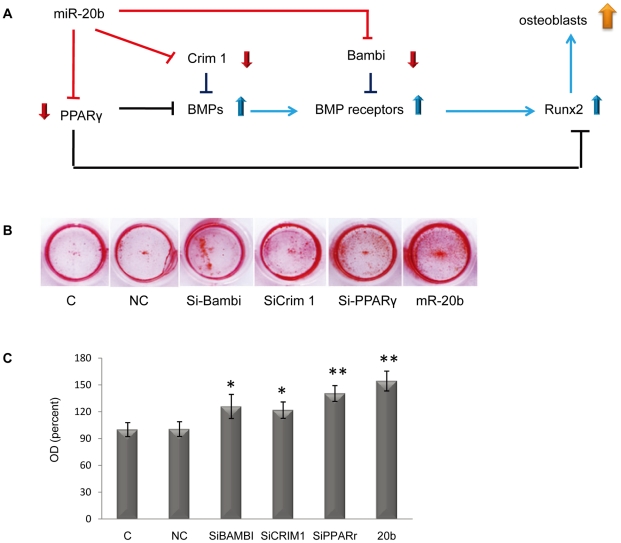 A
miR-20b
osteoblasts
Crim 1
Bambi
PPARγ
BMPs
BMP receptors
Runx2
B
C
NC
Si-Bambi
SiCrim 1
Si-PPARγ
mR-20b
C
OD (percent)
180
150
120
90
60
30
0
*
*
**
**
C
NC
SiBAMBI
SiCRIM1
SiPPARr
20b